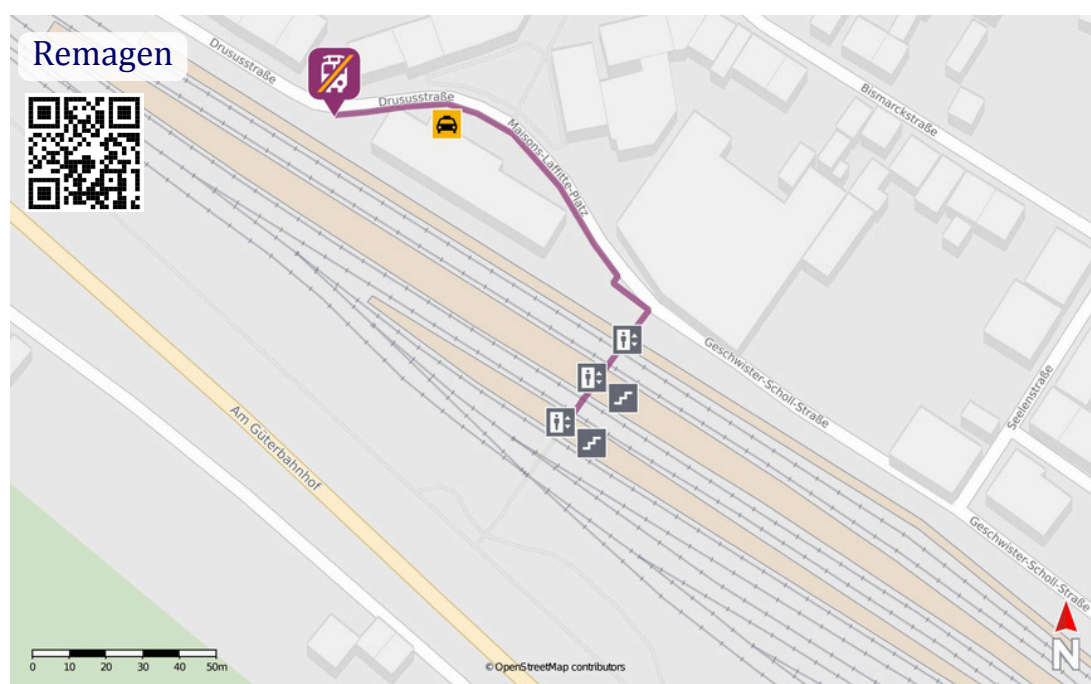 Remagen
Drususstraße
Drususstraße
Maisons-Laffitte-Platz
Bismarckstraße
Geschwister-Scholl-Straße
Seelenstraße
Am Güterbahnhof
Geschwister-Scholl-Straße
0 10 20 30 40 50m
© OpenStreetMap contributors
N